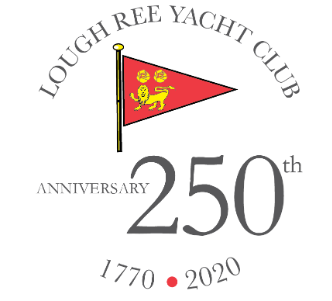 LOUGH REE YACHT CLUB
ANNIVERSARY 250th
1770 • 2020